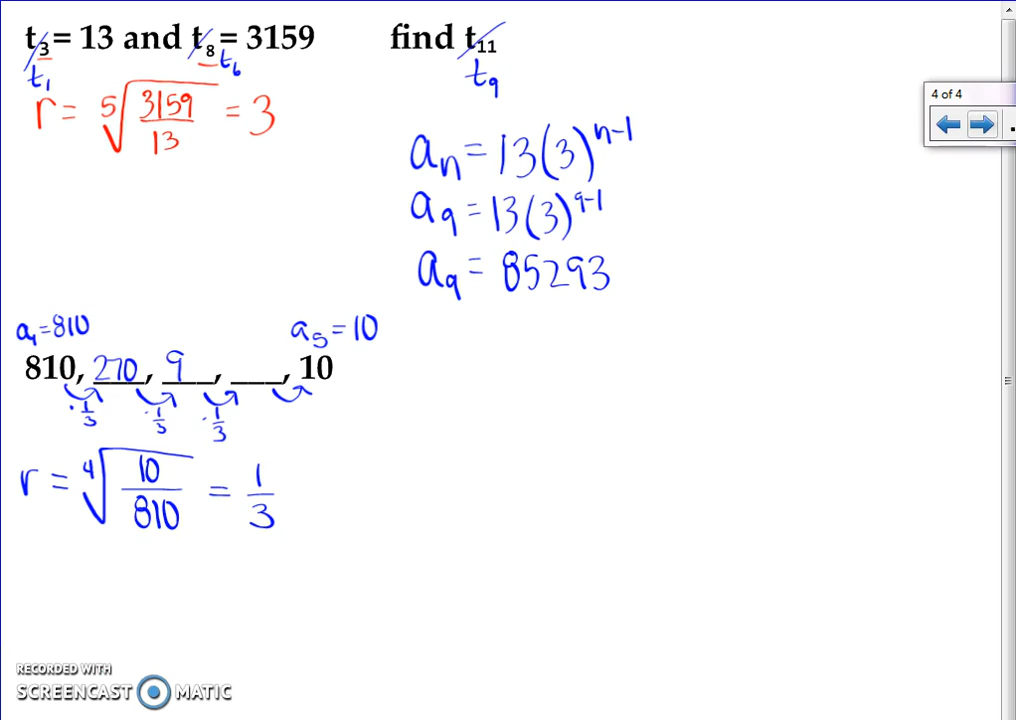 t₃ = 13 and t₈ = 3159 find t₁₁
t₁ t₆ t₉
r = ⁵√(3159/13) = 3
aₙ = 13(3)ⁿ⁻¹
a₉ = 13(3)⁹⁻¹
a₉ = 85293
a₁=810 a₅ = 10
810, 270, 9__, ___, 10
·1/3 ·1/3 ·1/3
r = ⁴√(10/810) = 1/3
4 of 4
RECORDED WITH
SCREENCAST MATIC